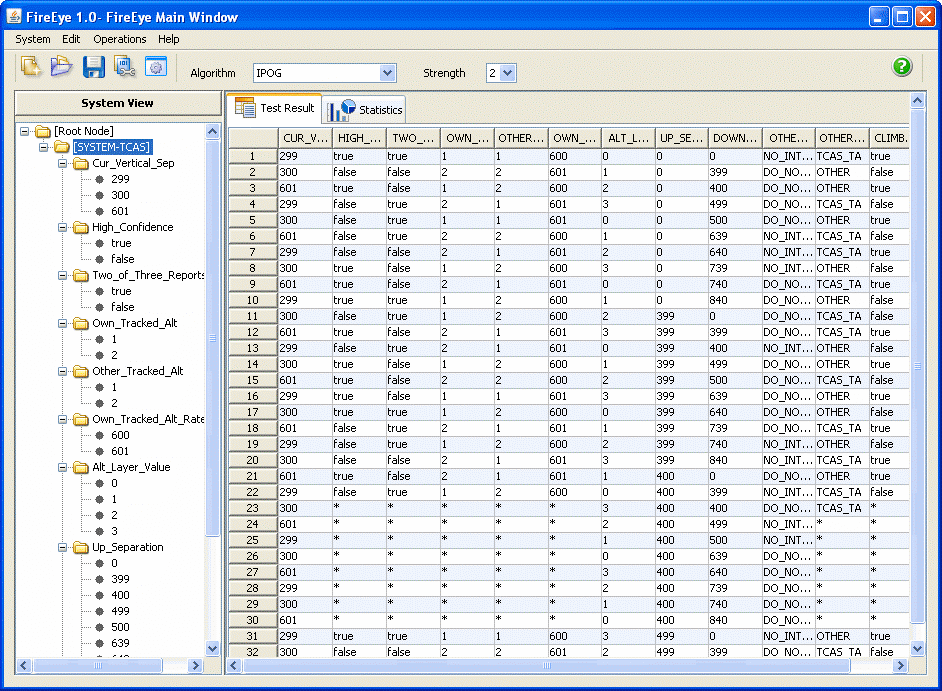 FireEye 1.0- FireEye Main Window
System Edit Operations Help
Algorithm IPOG Strength 2
System View
[Root Node]
[SYSTEM-TCAS]
Cur_Vertical_Sep
299
300
601
High_Confidence
true
false
Two_of_Three_Reports
true
false
Own_Tracked_Alt
1
2
Other_Tracked_Alt
1
2
Own_Tracked_Alt_Rate
600
601
Alt_Layer_Value
0
1
2
3
Up_Separation
0
399
400
499
500
639
Test Result Statistics
CUR_V... HIGH_... TWO_... OWN_... OTHER... OWN_... ALT_L... UP_SE... DOWN... OTHE... OTHER... CLIMB.
1 299 true true 1 1 600 0 0 0 NO_INT... TCAS_TA true
2 300 false false 2 2 601 1 0 399 DO_NO... OTHER false
3 601 true false 1 2 600 2 0 400 DO_NO... OTHER true
4 299 false true 2 1 601 3 0 499 DO_NO... TCAS_TA false
5 300 false true 1 1 601 0 0 500 DO_NO... OTHER true
6 601 false true 2 2 600 1 0 639 NO_INT... TCAS_TA false
7 299 true false 2 1 601 2 0 640 NO_INT... TCAS_TA true
8 300 true false 1 2 600 3 0 739 NO_INT... OTHER false
9 601 true false 2 1 601 0 0 740 DO_NO... TCAS_TA true
10 299 true true 1 2 600 1 0 840 DO_NO... OTHER false
11 300 false true 1 2 600 2 399 0 DO_NO... TCAS_TA false
12 601 true false 2 1 601 3 399 399 DO_NO... TCAS_TA true
13 299 false true 2 1 601 0 399 400 NO_INT... OTHER false
14 300 true false 1 2 600 1 399 499 DO_NO... OTHER true
15 601 true false 2 2 600 2 399 500 DO_NO... TCAS_TA false
16 299 true false 1 1 601 3 399 639 DO_NO... OTHER true
17 300 true true 1 2 600 0 399 640 DO_NO... OTHER false
18 601 false true 2 1 601 1 399 739 DO_NO... TCAS_TA true
19 299 false true 1 2 600 2 399 740 NO_INT... OTHER false
20 300 false false 2 1 601 3 399 840 NO_INT... TCAS_TA true
21 601 true false 2 1 601 1 400 0 DO_NO... OTHER true
22 299 false true 1 2 600 0 400 399 NO_INT... TCAS_TA false
23 300 * * * * * 3 400 400 DO_NO... TCAS_TA *
24 601 * * * * * 2 400 499 NO_INT... * *
25 299 * * * * * 1 400 500 NO_INT... * *
26 300 * * * * * 0 400 639 DO_NO... * *
27 601 * * * * * 3 400 640 DO_NO... * *
28 299 * * * * * 2 400 739 DO_NO... * *
29 300 * * * * * 1 400 740 DO_NO... * *
30 601 * * * * * 0 400 840 DO_NO... * *
31 299 true true 1 1 600 3 499 0 NO_INT... OTHER true
32 300 false false 2 2 601 2 499 399 DO_NO... TCAS_TA false